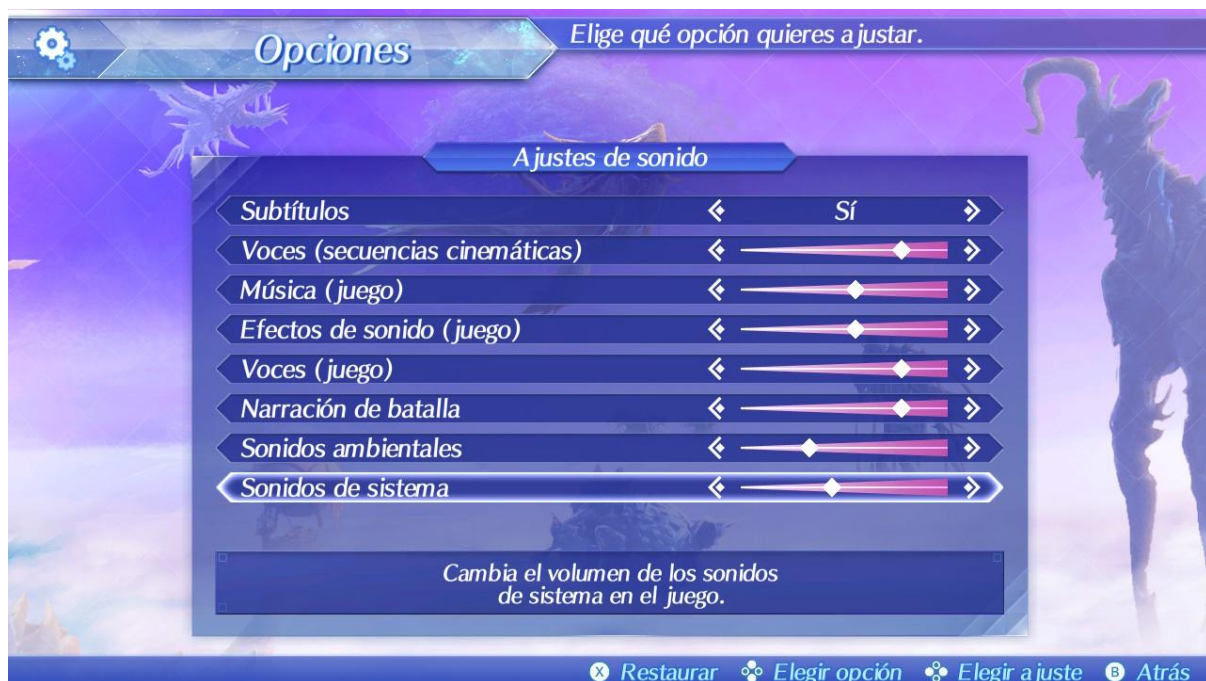 Opciones
Elige qué opción quieres ajustar.
Ajustes de sonido
Subtítulos Sí
Voces (secuencias cinemáticas)
Música (juego)
Efectos de sonido (juego)
Voces (juego)
Narración de batalla
Sonidos ambientales
Sonidos de sistema
Cambia el volumen de los sonidos
de sistema en el juego.
X Restaurar Elegir opción Elegir ajuste B Atrás